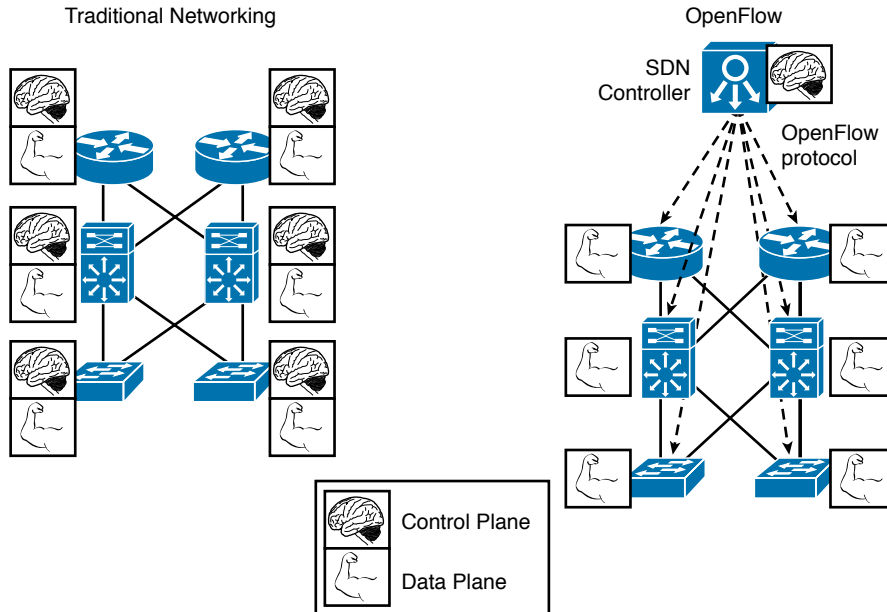 Traditional Networking
OpenFlow
SDN
Controller
OpenFlow
protocol
Control Plane
Data Plane